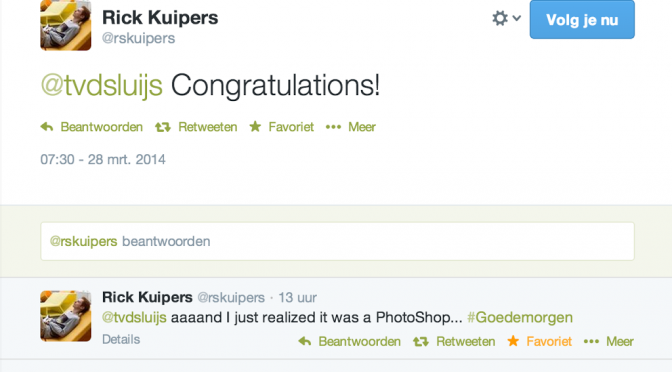 Rick Kuipers
@rskuipers
Volg je nu
@tvdsluijs Congratulations!
Beantwoorden Retweeten Favoriet Meer
07:30 - 28 mrt. 2014
@rskuipers beantwoorden
Rick Kuipers @rskuipers · 13 uur
@tvdsluijs aaaand I just realized it was a PhotoShop... #Goedemorgen
Details
Beantwoorden Retweeten Favoriet Meer